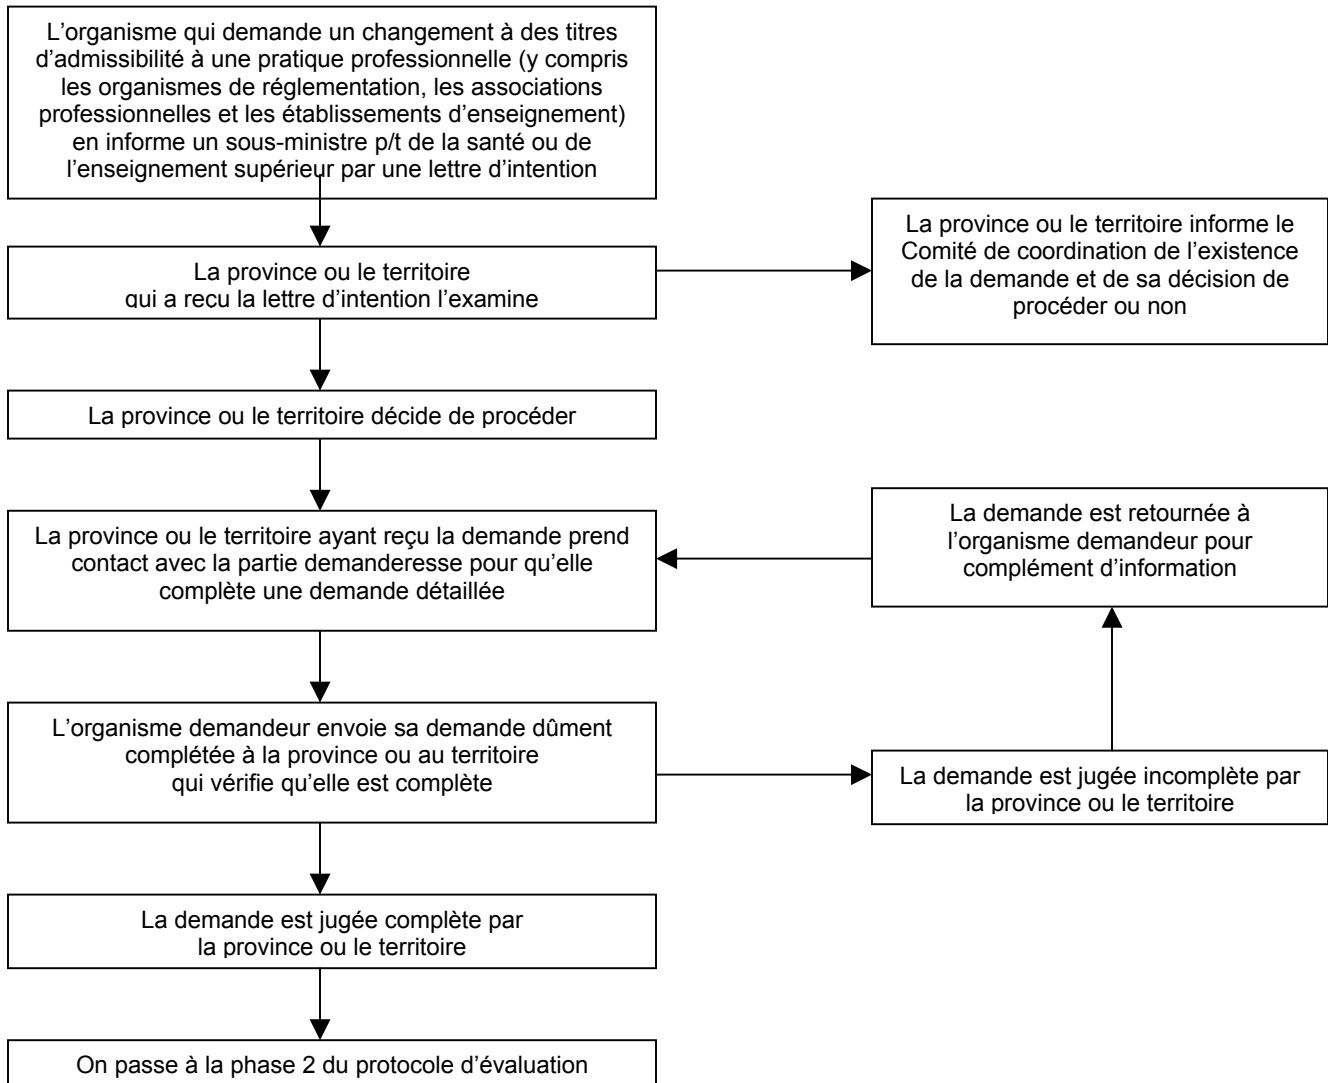 L’organisme qui demande un changement à des titres
d’admissibilité à une pratique professionnelle (y compris
les organismes de réglementation, les associations
professionnelles et les établissements d’enseignement)
en informe un sous-ministre p/t de la santé ou de
l’enseignement supérieur par une lettre d’intention
La province ou le territoire
qui a reçu la lettre d’intention l’examine
La province ou le territoire informe le
Comité de coordination de l’existence
de la demande et de sa décision de
procéder ou non
La province ou le territoire décide de procéder
La province ou le territoire ayant reçu la demande prend
contact avec la partie demanderesse pour qu’elle
complète une demande détaillée
La demande est retournée à
l’organisme demandeur pour
complément d’information
L’organisme demandeur envoie sa demande dûment
complétée à la province ou au territoire
qui vérifie qu’elle est complète
La demande est jugée incomplète par
la province ou le territoire
La demande est jugée complète par
la province ou le territoire
On passe à la phase 2 du protocole d’évaluation